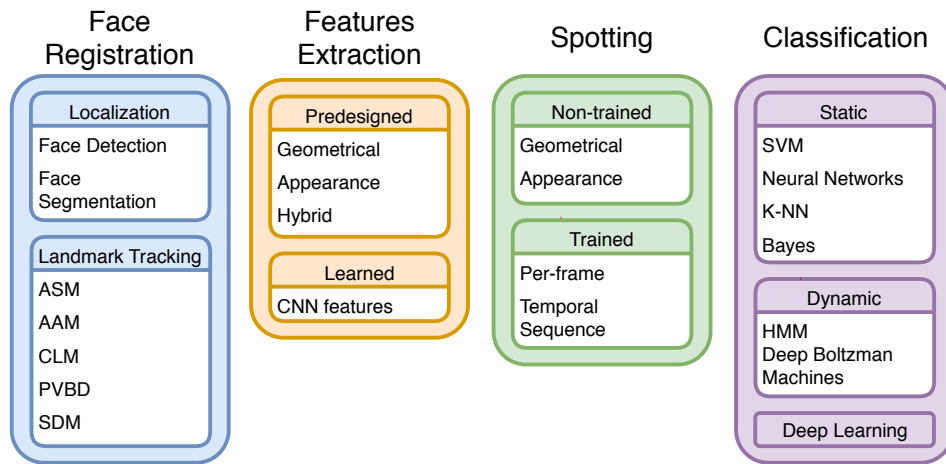 Face
Registration
Localization
Face Detection
Face
Segmentation
Landmark Tracking
ASM
AAM
CLM
PVBD
SDM
Features
Extraction
Predesigned
Geometrical
Appearance
Hybrid
Learned
CNN features
Spotting
Non-trained
Geometrical
Appearance
Trained
Per-frame
Temporal
Sequence
Classification
Static
SVM
Neural Networks
K-NN
Bayes
Dynamic
HMM
Deep Boltzman
Machines
Deep Learning